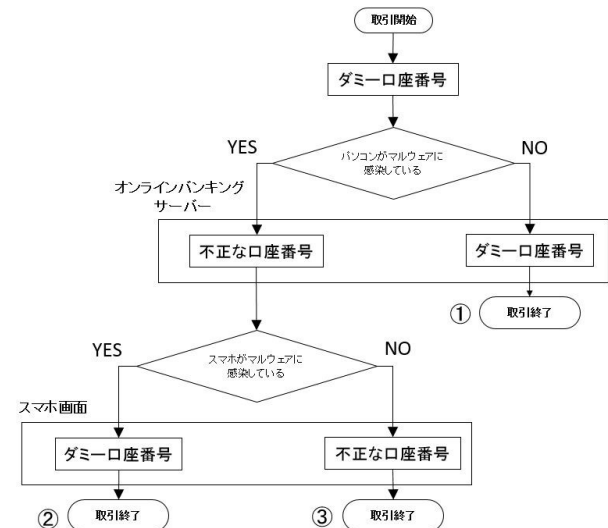 取引開始
ダミー口座番号
YES
NO
パソコンがマルウェアに
感染している
オンラインバンキング
サーバー
不正な口座番号
ダミー口座番号
①
取引終了
YES
NO
スマホがマルウェアに
感染している
スマホ画面
ダミー口座番号
不正な口座番号
②
取引終了
③
取引終了